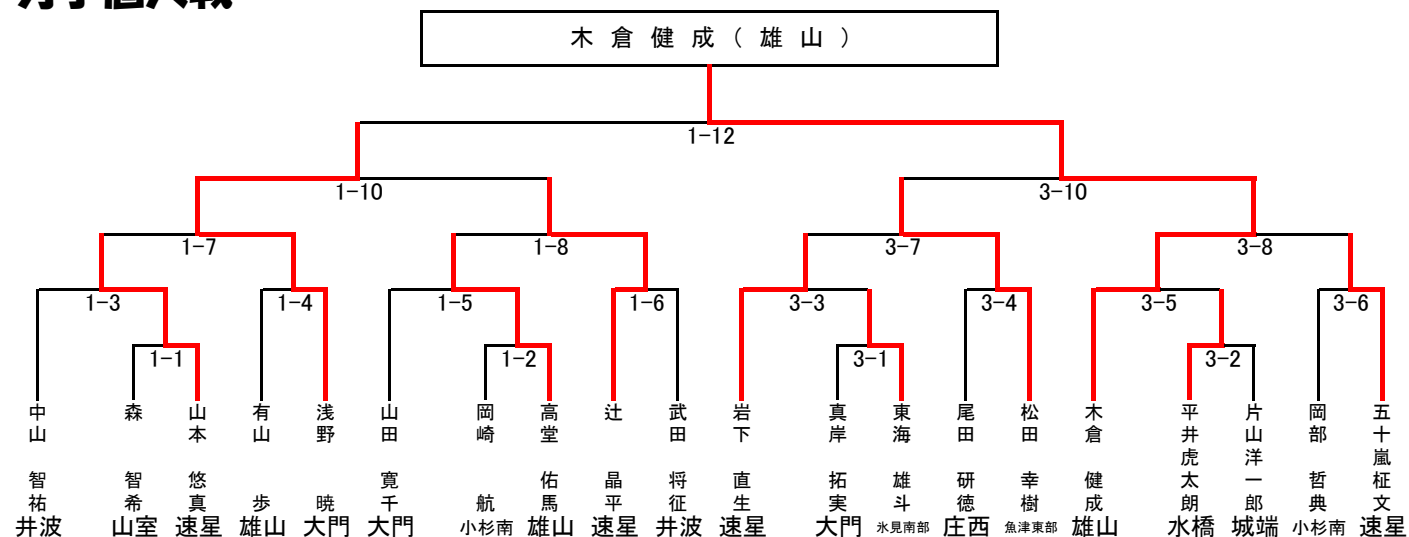 木倉健成(雄山)
1-12
1-10
3-10
1-7
1-8
3-7
3-8
1-3
1-4
1-5
1-6
3-3
3-4
3-5
3-6
1-1
1-2
3-1
3-2
中山 智祐
森 智希
山本 悠真
有山 歩
浅野 暁
山田 寛千
岡崎 航
高堂 佑馬
辻 晶平
武田 将征
岩下 直生
真岸 拓実
東海 雄斗
尾田 研徳
松田 幸樹
木倉 健成
平井虎太朗
片山洋一郎
岡部 哲典
五十嵐柾文
井波
山室
速星
雄山
大門
大門
小杉南
雄山
速星
井波
速星
大門
氷見南部
庄西
魚津東部
雄山
水橋
城端
小杉南
速星